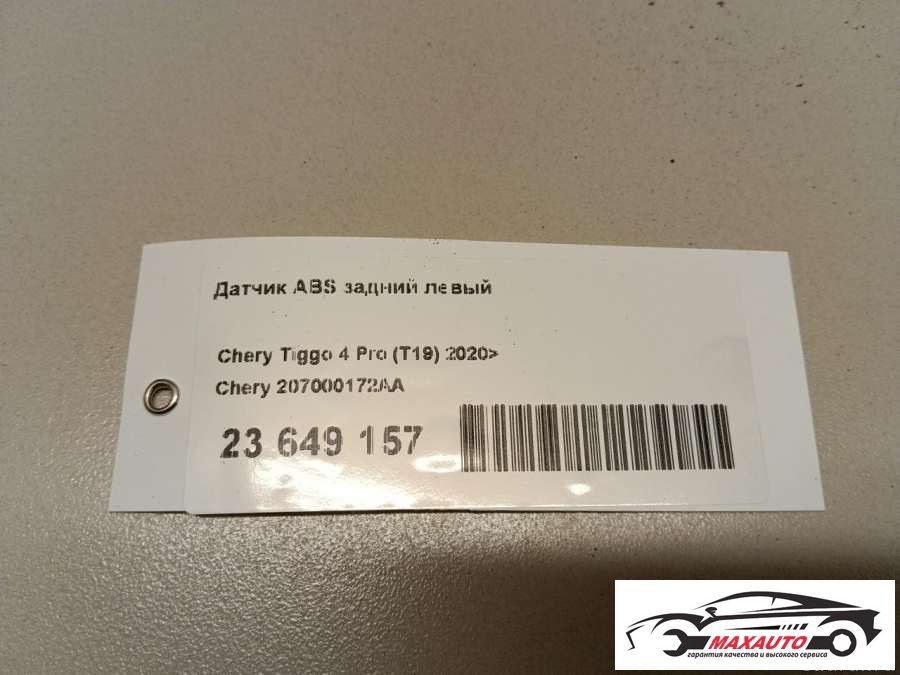 Датчик ABS задний левый
Chery Tiggo 4 Pro (T19) 2020>
Chery 207000172AA
23 649 157
MAXAUTO
гарантия качества и высокого сервиса